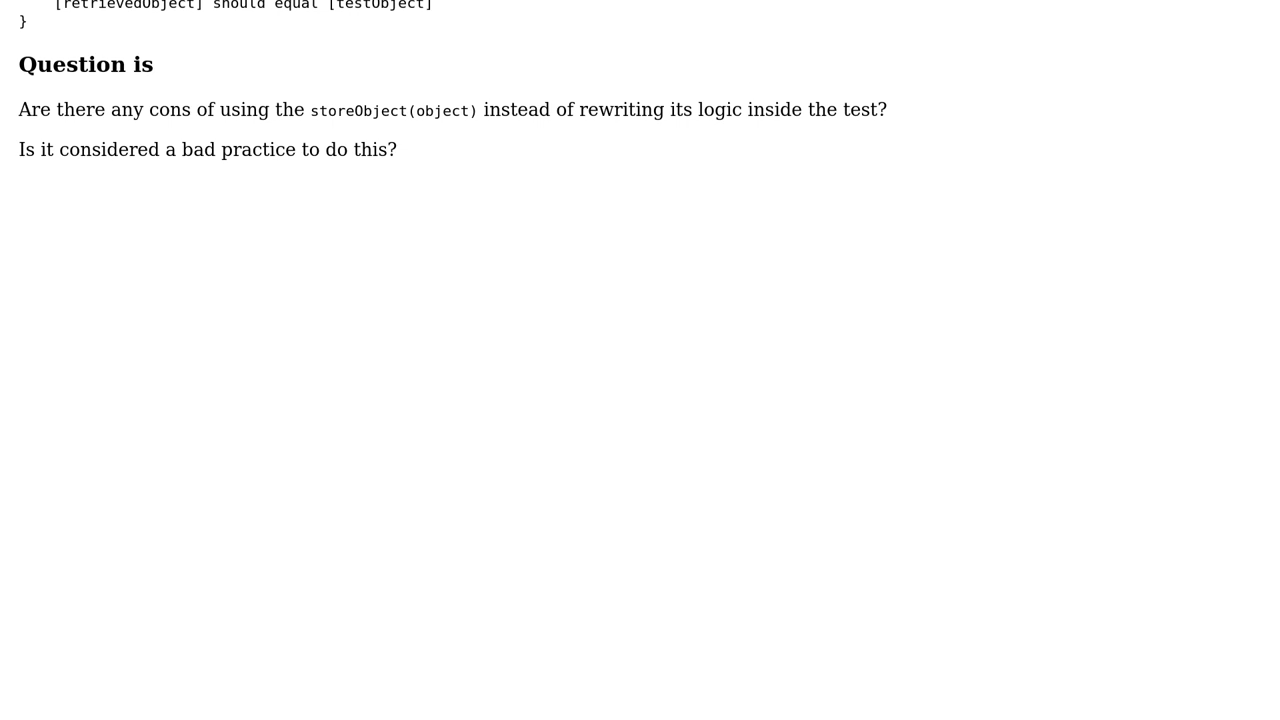 [retrievedObject] should equal [testObject]
}
Question is
Are there any cons of using the storeObject(object) instead of rewriting its logic inside the test?
Is it considered a bad practice to do this?